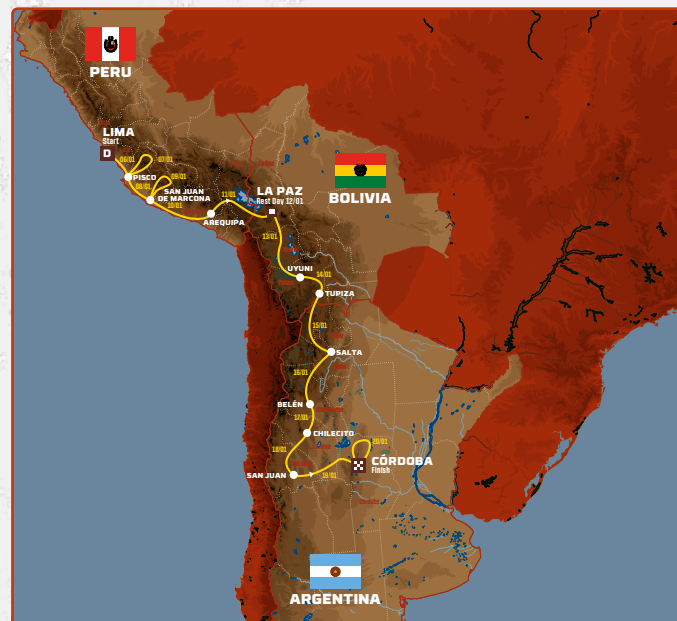 PERU
LIMA
Start
D
06/01
07/01
PISCO
09/01
08/01
SAN JUAN
DE MARCONA
10/01
11/01
AREQUIPA
LA PAZ
Rest Day 12/01
BOLIVIA
13/01
UYUNI
14/01
TUPIZA
15/01
SALTA
16/01
BELÉN
17/01
CHILECITO
18/01
SAN JUAN
19/01
20/01
CÓRDOBA
Finish
ARGENTINA